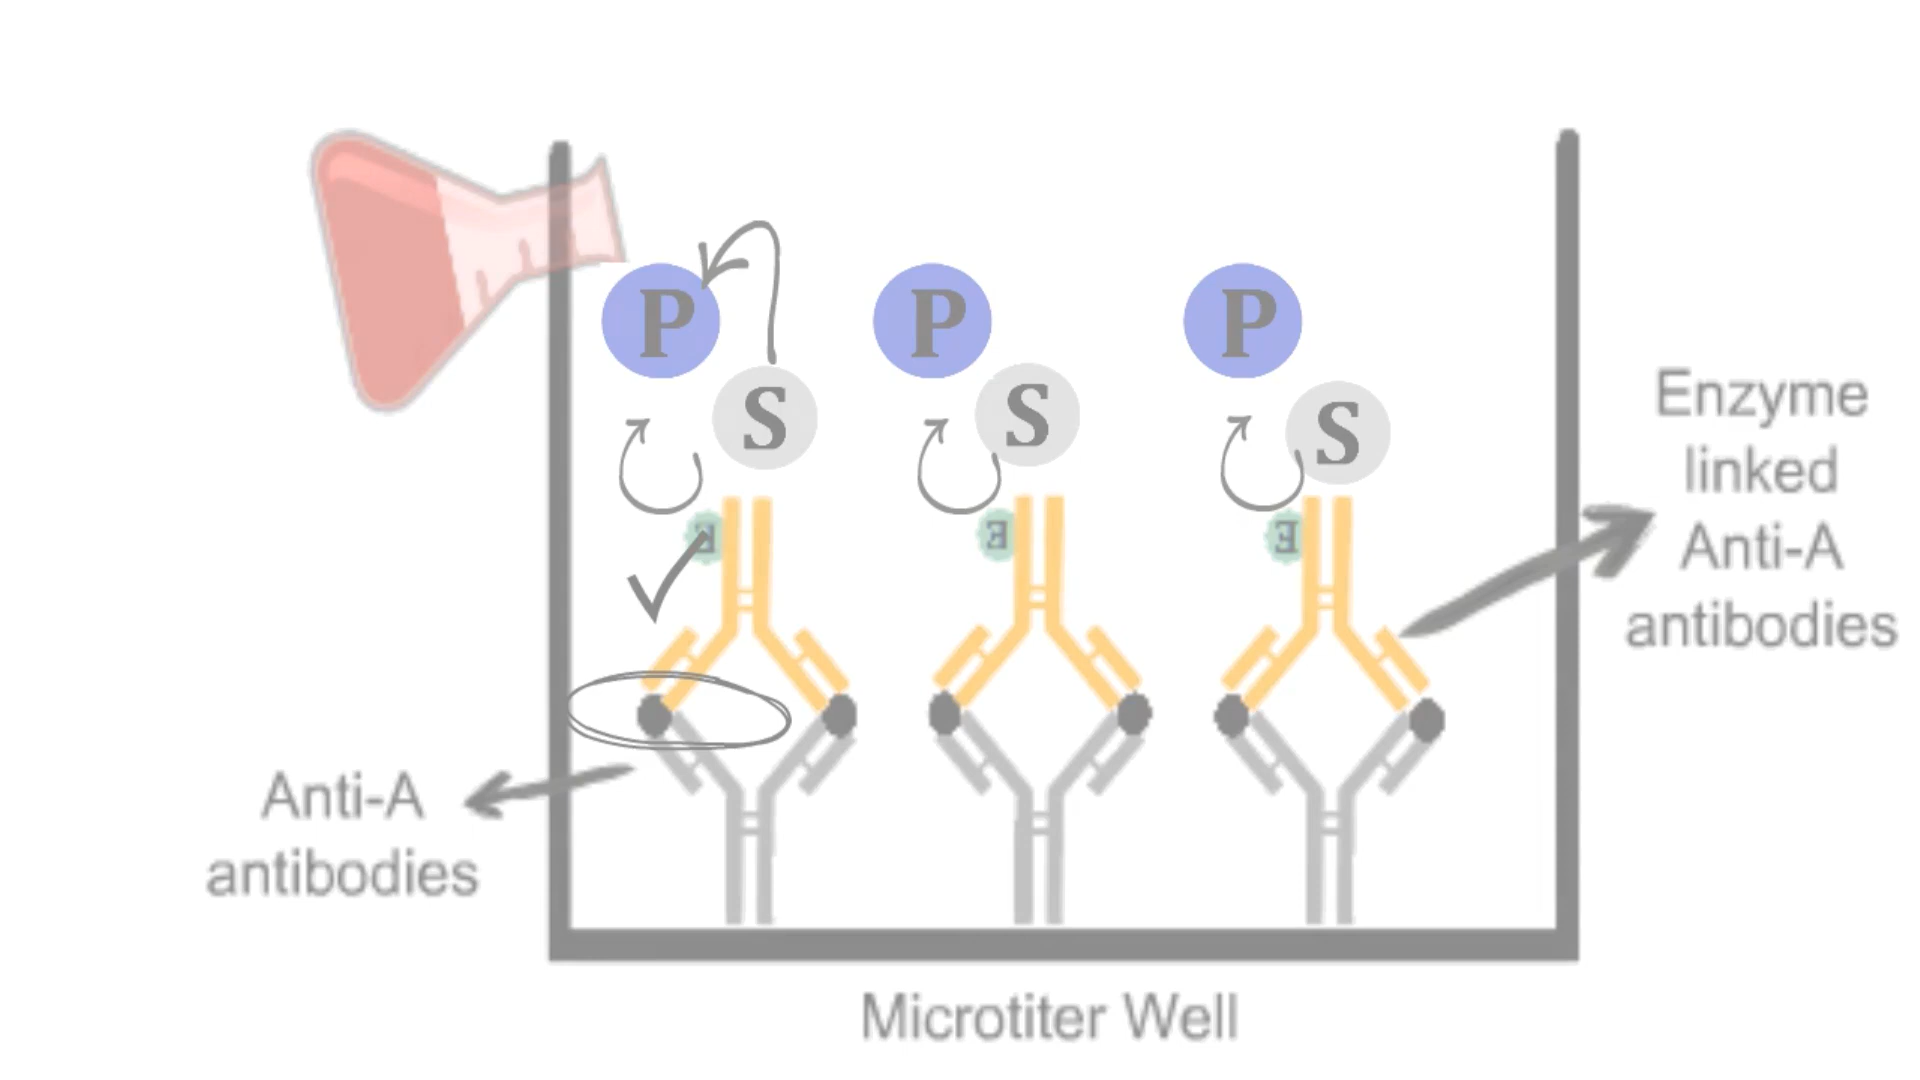 P P P
S S S
E E E
Enzyme
linked
Anti-A
antibodies
Anti-A
antibodies
Microtiter Well